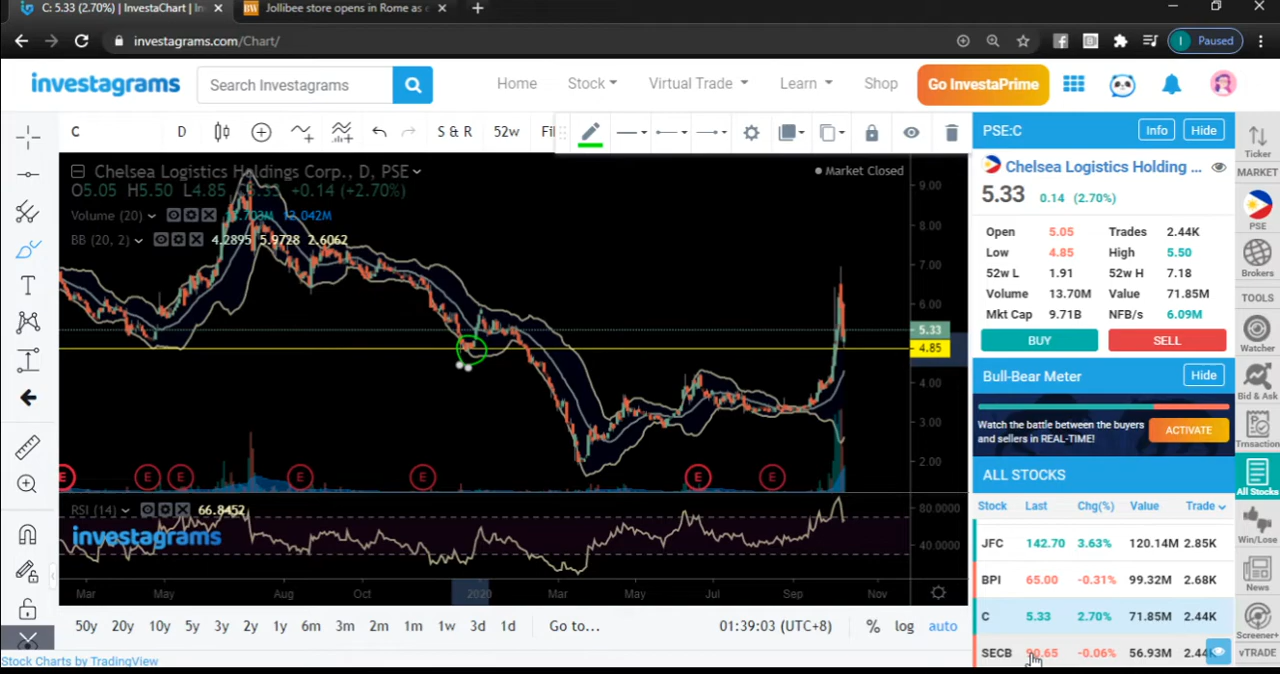 C: 5.33 (2.70%) | InvestaChart | In
Jollibee store opens in Rome as
investagrams.com/Chart/
Paused
investagrams
Search Investagrams
Home
Stock
Virtual Trade
Learn
Shop
Go InvestaPrime
C
D
S & R
52w
Fil
Chelsea Logistics Holdings Corp., D, PSE
Market Closed
O5.05 H5.50 L4.85 +0.14 (+2.70%)
Volume (20) 12.042M
BB (20, 2) 4.2895 5.9728 2.6062
9.00
8.00
7.00
6.00
5.33
4.85
4.00
3.00
2.00
E E E E E E E
RSI (14) 66.8452
investagrams
80.0000
40.0000
Mar May Aug Oct 2020 Mar May Jul Sep Nov
50y 20y 10y 5y 3y 2y 1y 6m 3m 2m 1m 1w 3d 1d
Go to...
01:39:03 (UTC+8)
% log auto
Stock Charts by TradingView
PSE:C
Info
Hide
Chelsea Logistics Holding ...
5.33 0.14 (2.70%)
Open 5.05 Trades 2.44K
Low 4.85 High 5.50
52w L 1.91 52w H 7.18
Volume 13.70M Value 71.85M
Mkt Cap 9.71B NFB/s 6.09M
BUY
SELL
Bull-Bear Meter
Hide
Watch the battle between the buyers
and sellers in REAL-TIME!
ACTIVATE
ALL STOCKS
Stock Last Chg(%) Value Trade
JFC 142.70 3.63% 120.14M 2.85K
BPI 65.00 -0.31% 99.32M 2.68K
C 5.33 2.70% 71.85M 2.44K
SECB -0.06% 56.93M
Ticker
MARKET
PSE
Brokers
TOOLS
Watcher
Bid & Ask
Trnsaction
All Stocks
Win/Lose
News
Screener+
vTRADE